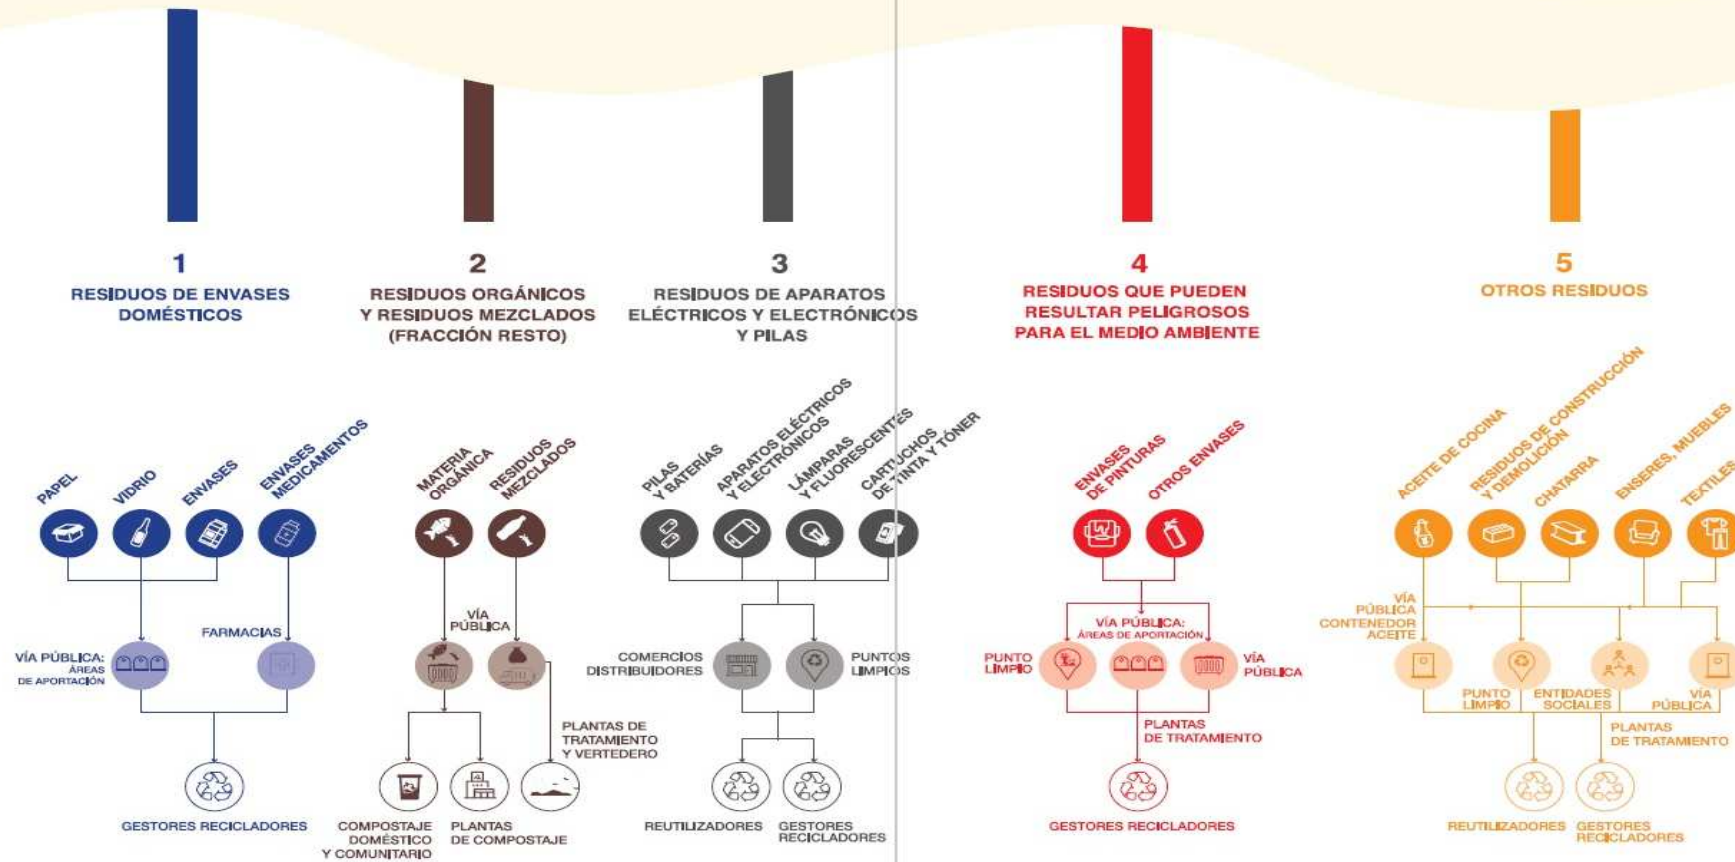 1
RESIDUOS DE ENVASES
DOMÉSTICOS
PAPEL
VIDRIO
ENVASES
ENVASES
MEDICAMENTOS
FARMACIAS
VÍA PÚBLICA:
ÁREAS
DE APORTACIÓN
GESTORES RECICLADORES
2
RESIDUOS ORGÁNICOS
Y RESIDUOS MEZCLADOS
(FRACCIÓN RESTO)
MATERIA
ORGÁNICA
RESIDUOS
MEZCLADOS
VÍA
PÚBLICA
PLANTAS DE
TRATAMIENTO
Y VERTEDERO
COMPOSTAJE
DOMÉSTICO
Y COMUNITARIO
PLANTAS
DE COMPOSTAJE
3
RESIDUOS DE APARATOS
ELÉCTRICOS Y ELECTRÓNICOS
Y PILAS
PILAS
Y BATERÍAS
APARATOS ELÉCTRICOS
Y ELECTRÓNICOS
LÁMPARAS
Y FLUORESCENTES
CARTUCHOS
DE TINTA Y TÓNER
COMERCIOS
DISTRIBUIDORES
PUNTOS
LIMPIOS
REUTILIZADORES
GESTORES
RECICLADORES
4
RESIDUOS QUE PUEDEN
RESULTAR PELIGROSOS
PARA EL MEDIO AMBIENTE
ENVASES
DE PINTURAS
OTROS ENVASES
VÍA PÚBLICA:
ÁREAS DE APORTACIÓN
PUNTO
LIMPIO
VÍA
PÚBLICA
PLANTAS
DE TRATAMIENTO
GESTORES RECICLADORES
5
OTROS RESIDUOS
ACEITE DE COCINA
RESIDUOS DE CONSTRUCCIÓN
Y DEMOLICIÓN
CHATARRA
ENSERES, MUEBLES
TEXTILES
VÍA
PÚBLICA
CONTENEDOR
ACEITE
PUNTO
LIMPIO
ENTIDADES
SOCIALES
VÍA
PÚBLICA
PLANTAS
DE TRATAMIENTO
REUTILIZADORES
GESTORES
RECICLADORES